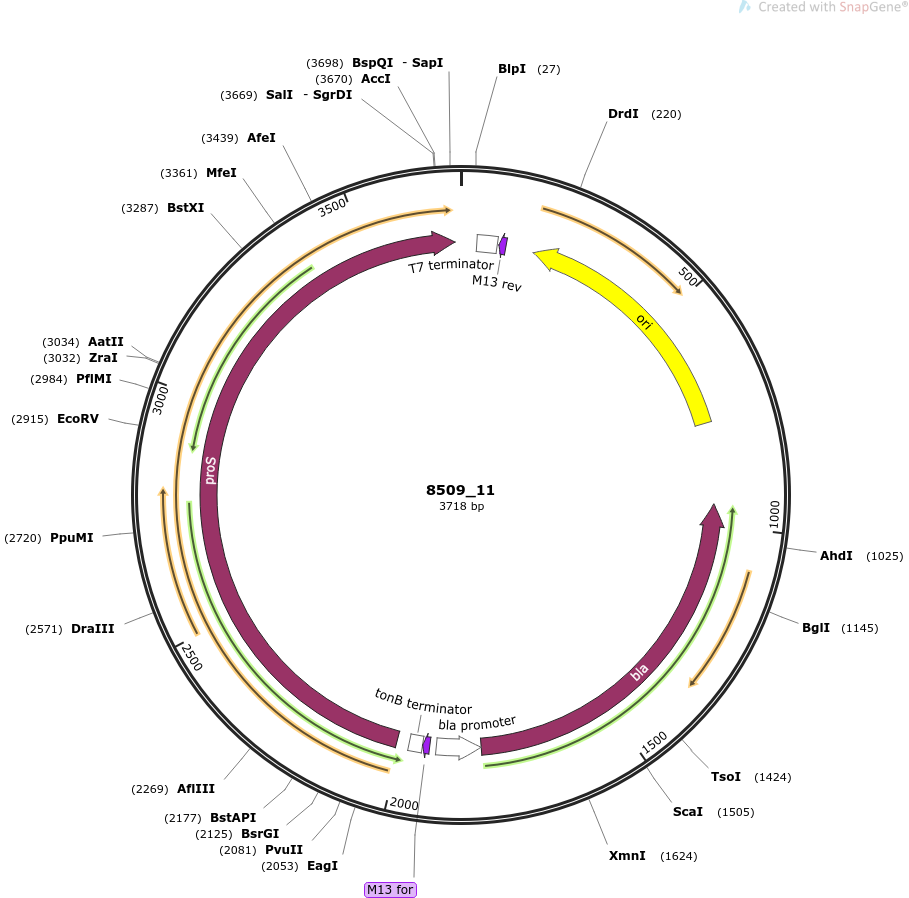 Created with SnapGene®
(3698) BspQI - SapI
(3670) AccI
(3669) SalI - SgrDI
(3439) AfeI
(3361) MfeI
(3287) BstXI
(3034) AatII
(3032) ZraI
(2984) PflMI
(2915) EcoRV
(2720) PpuMI
(2571) DraIII
(2269) AflIII
(2177) BstAPI
(2125) BsrGI
(2081) PvuII
(2053) EagI
BlpI (27)
DrdI (220)
AhdI (1025)
BglI (1145)
TsoI (1424)
ScaI (1505)
XmnI (1624)
M13 for
500
1000
1500
2000
2500
3000
3500
T7 terminator
M13 rev
ori
proS
8509_11
3718 bp
bla
tonB terminator
bla promoter